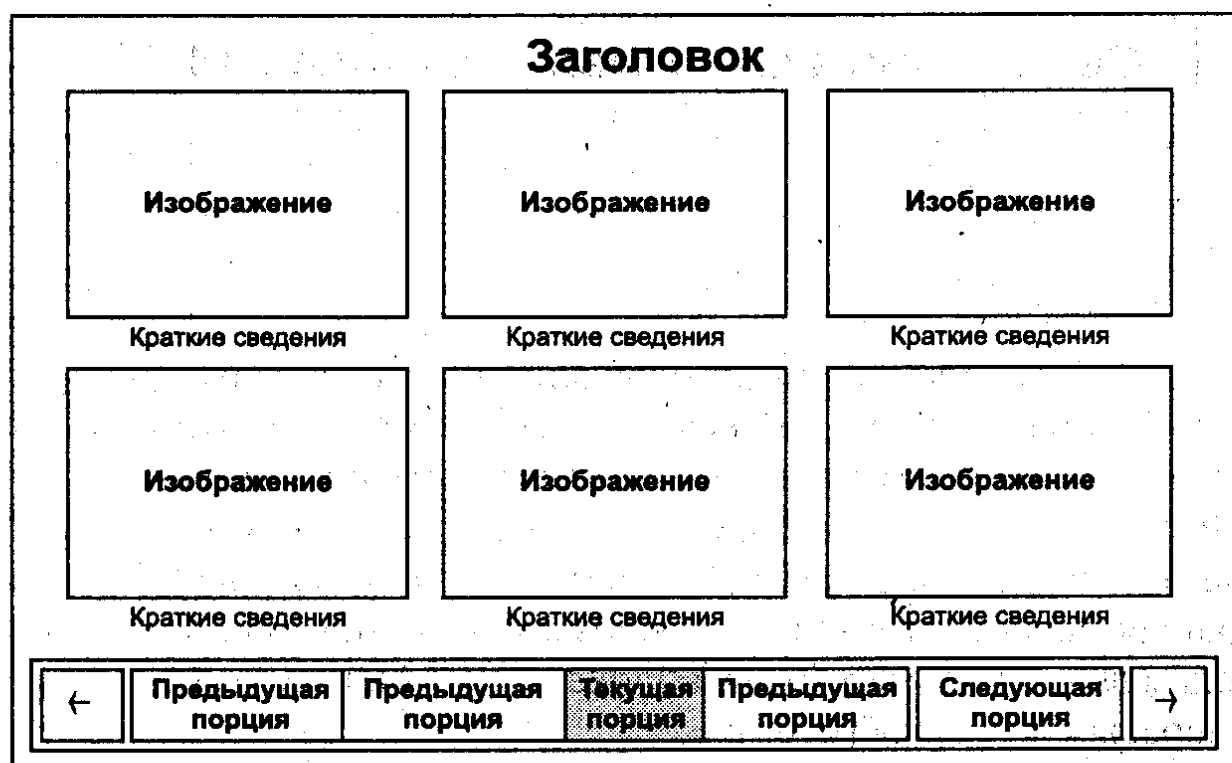 Заголовок
Изображение Изображение Изображение
Краткие сведения Краткие сведения Краткие сведения
Изображение Изображение Изображение
Краткие сведения Краткие сведения Краткие сведения
← Предыдущая порция Предыдущая порция Текущая порция Предыдущая порция Следующая порция →